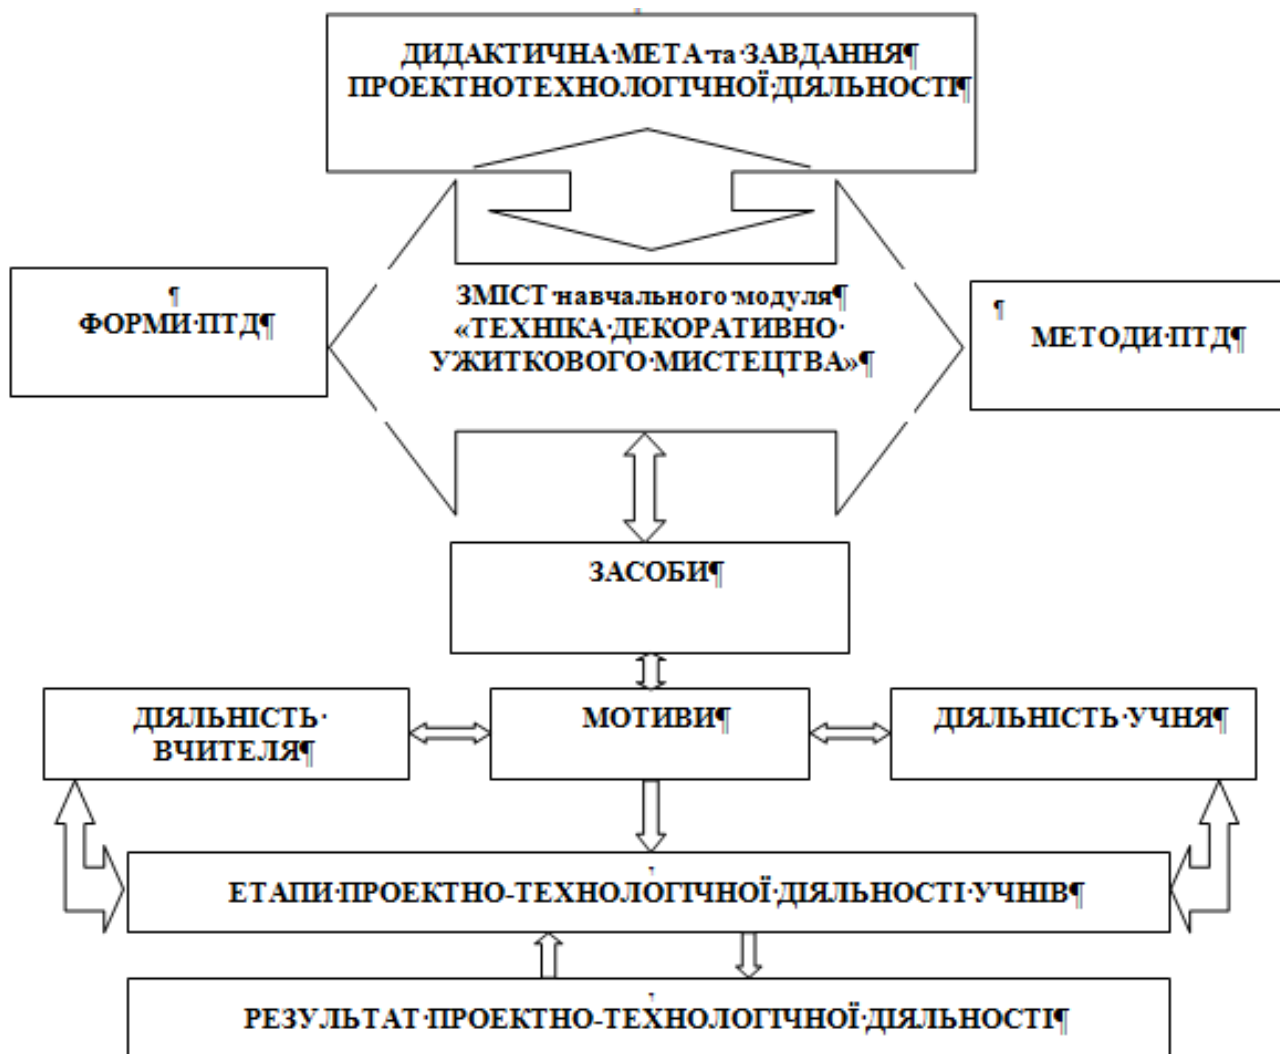 ДИДАКТИЧНА МЕТА та ЗАВДАННЯ¶
ПРОЕКТНОТЕХНОЛОГІЧНОЇ ДІЯЛЬНОСТІ¶
¶
ФОРМИ ПТД¶
ЗМІСТ навчального модуля¶
«ТЕХНІКА ДЕКОРАТИВНО
УЖИТКОВОГО МИСТЕЦТВА»¶
¶
МЕТОДИ ПТД¶
ЗАСОБИ¶
ДІЯЛЬНІСТЬ
ВЧИТЕЛЯ¶
МОТИВИ¶
ДІЯЛЬНІСТЬ УЧНЯ¶
ЕТАПИ ПРОЕКТНО-ТЕХНОЛОГІЧНОЇ ДІЯЛЬНОСТІ УЧНІВ¶
РЕЗУЛЬТАТ ПРОЕКТНО-ТЕХНОЛОГІЧНОЇ ДІЯЛЬНОСТІ¶